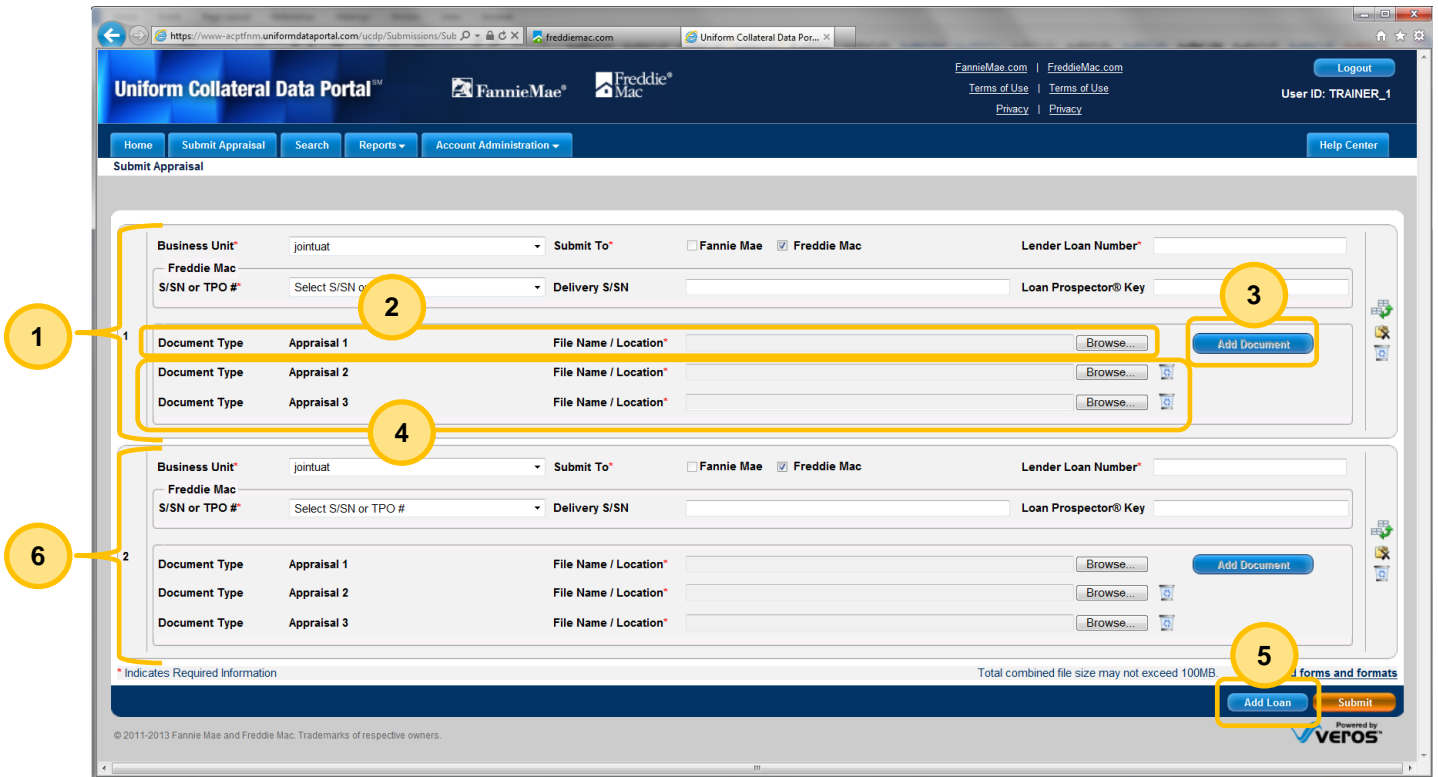 https://www-acptfnm.uniformdataportal.com/ucdp/Submissions/Sub
freddiemac.com
Uniform Collateral Data Por...
Uniform Collateral Data Portal℠
FannieMae®
Freddie Mac®
FannieMae.com | FreddieMac.com
Terms of Use | Terms of Use
Privacy | Privacy
Logout
User ID: TRAINER_1
Home Submit Appraisal Search Reports Account Administration Help Center
Submit Appraisal
1
Business Unit* jointuat Submit To* Fannie Mae Freddie Mac Lender Loan Number*
Freddie Mac
S/SN or TPO #* Select S/SN o Delivery S/SN Loan Prospector® Key
2
3
1
Document Type Appraisal 1 File Name / Location* Browse... Add Document
Document Type Appraisal 2 File Name / Location* Browse...
Document Type Appraisal 3 File Name / Location* Browse...
4
6
Business Unit* jointuat Submit To* Fannie Mae Freddie Mac Lender Loan Number*
Freddie Mac
S/SN or TPO #* Select S/SN or TPO # Delivery S/SN Loan Prospector® Key
2
Document Type Appraisal 1 File Name / Location* Browse... Add Document
Document Type Appraisal 2 File Name / Location* Browse...
Document Type Appraisal 3 File Name / Location* Browse...
5
* Indicates Required Information Total combined file size may not exceed 100MB. d forms and formats
Add Loan Submit
© 2011-2013 Fannie Mae and Freddie Mac. Trademarks of respective owners.
Powered by
veros™